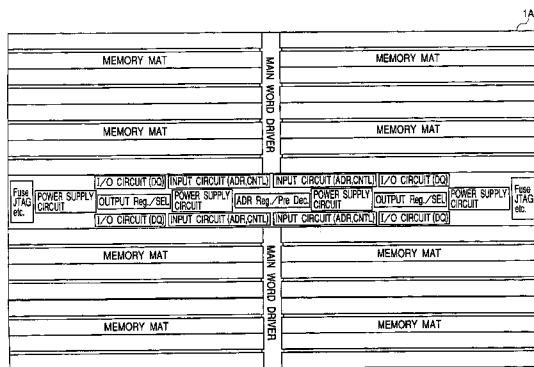 1A
MEMORY MAT
MEMORY MAT
MAIN WORD DRIVER
MEMORY MAT
MEMORY MAT
Fuse JTAG etc.
POWER SUPPLY CIRCUIT
I/O CIRCUIT (DQ)
INPUT CIRCUIT (ADR,CNTL)
INPUT CIRCUIT (ADR,CNTL)
I/O CIRCUIT (DQ)
OUTPUT Reg./SEL
POWER SUPPLY CIRCUIT
ADR Reg./Pre Dec.
POWER SUPPLY CIRCUIT
OUTPUT Reg./SEL
POWER SUPPLY CIRCUIT
Fuse JTAG etc.
I/O CIRCUIT (DQ)
INPUT CIRCUIT (ADR,CNTL)
INPUT CIRCUIT (ADR,CNTL)
I/O CIRCUIT (DQ)
MEMORY MAT
MEMORY MAT
MAIN WORD DRIVER
MEMORY MAT
MEMORY MAT